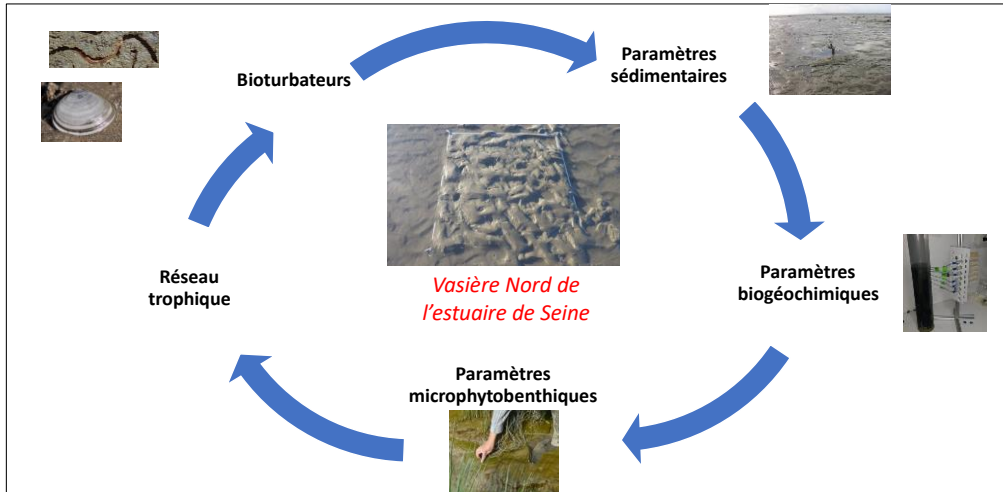 Bioturbateurs
Paramètres
sédimentaires
Paramètres
biogéochimiques
Paramètres
microphytobenthiques
Réseau
trophique
Vasière Nord de
l’estuaire de Seine